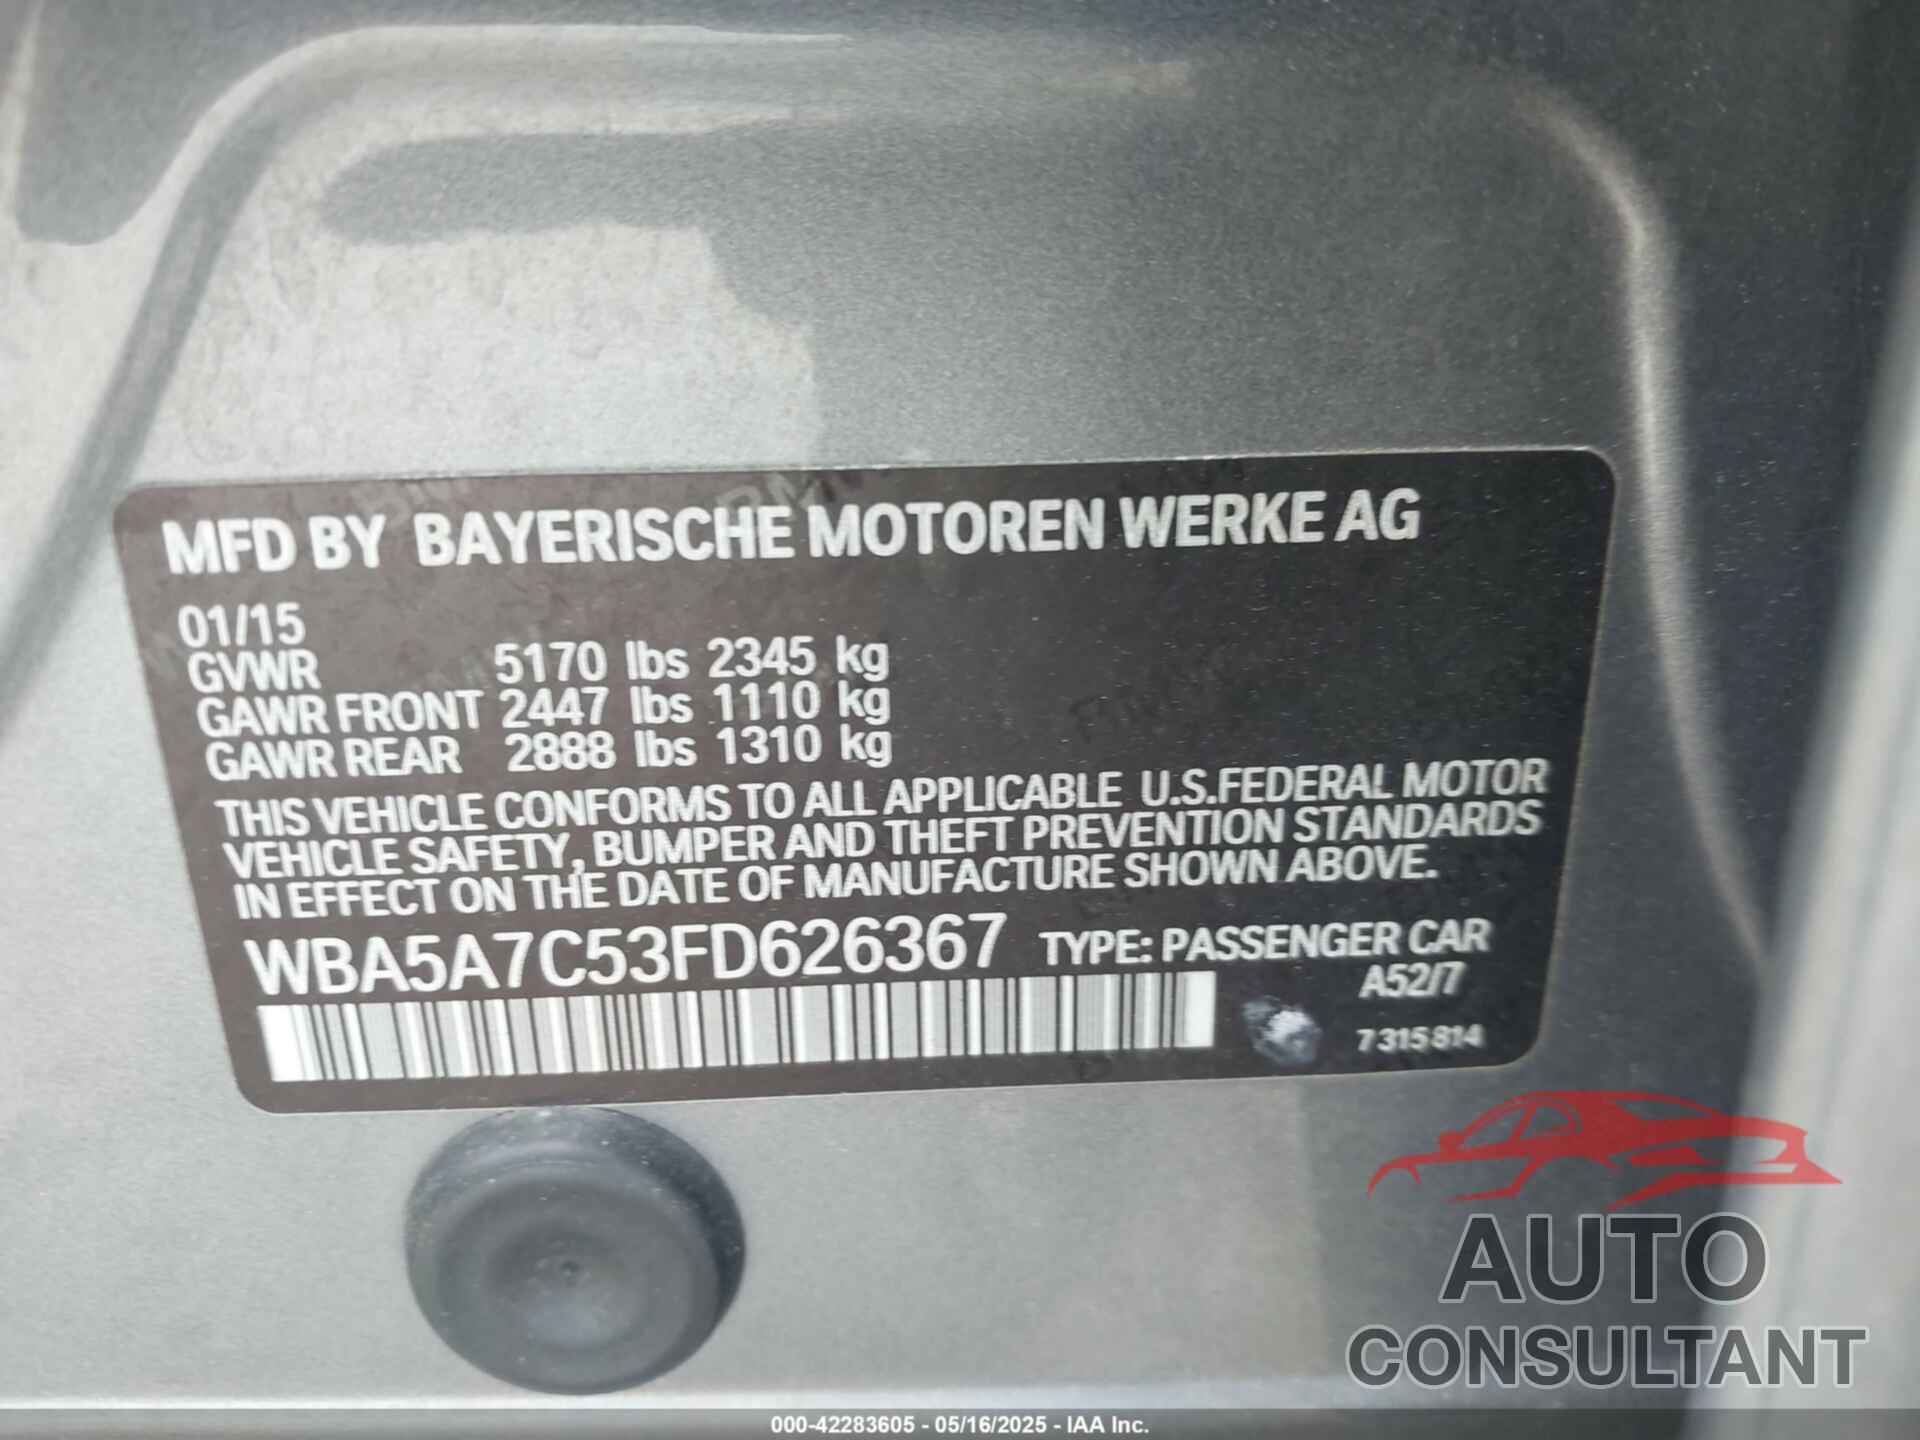 MFD BY BAYERISCHE MOTOREN WERKE AG
01/15
GVWR 5170 lbs 2345 kg
GAWR FRONT 2447 lbs 1110 kg
GAWR REAR 2888 lbs 1310 kg
THIS VEHICLE CONFORMS TO ALL APPLICABLE U.S.FEDERAL MOTOR
VEHICLE SAFETY, BUMPER AND THEFT PREVENTION STANDARDS
IN EFFECT ON THE DATE OF MANUFACTURE SHOWN ABOVE.
WBA5A7C53FD626367 TYPE: PASSENGER CAR
A52/7
7 315 814
AUTO
CONSULTANT
000-42283605 - 05/16/2025 - IAA Inc.